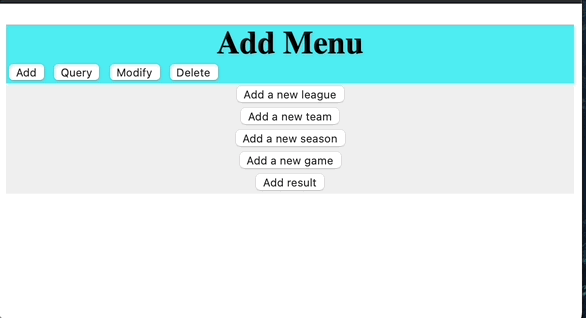 Add Menu
Add Query Modify Delete
Add a new league
Add a new team
Add a new season
Add a new game
Add result